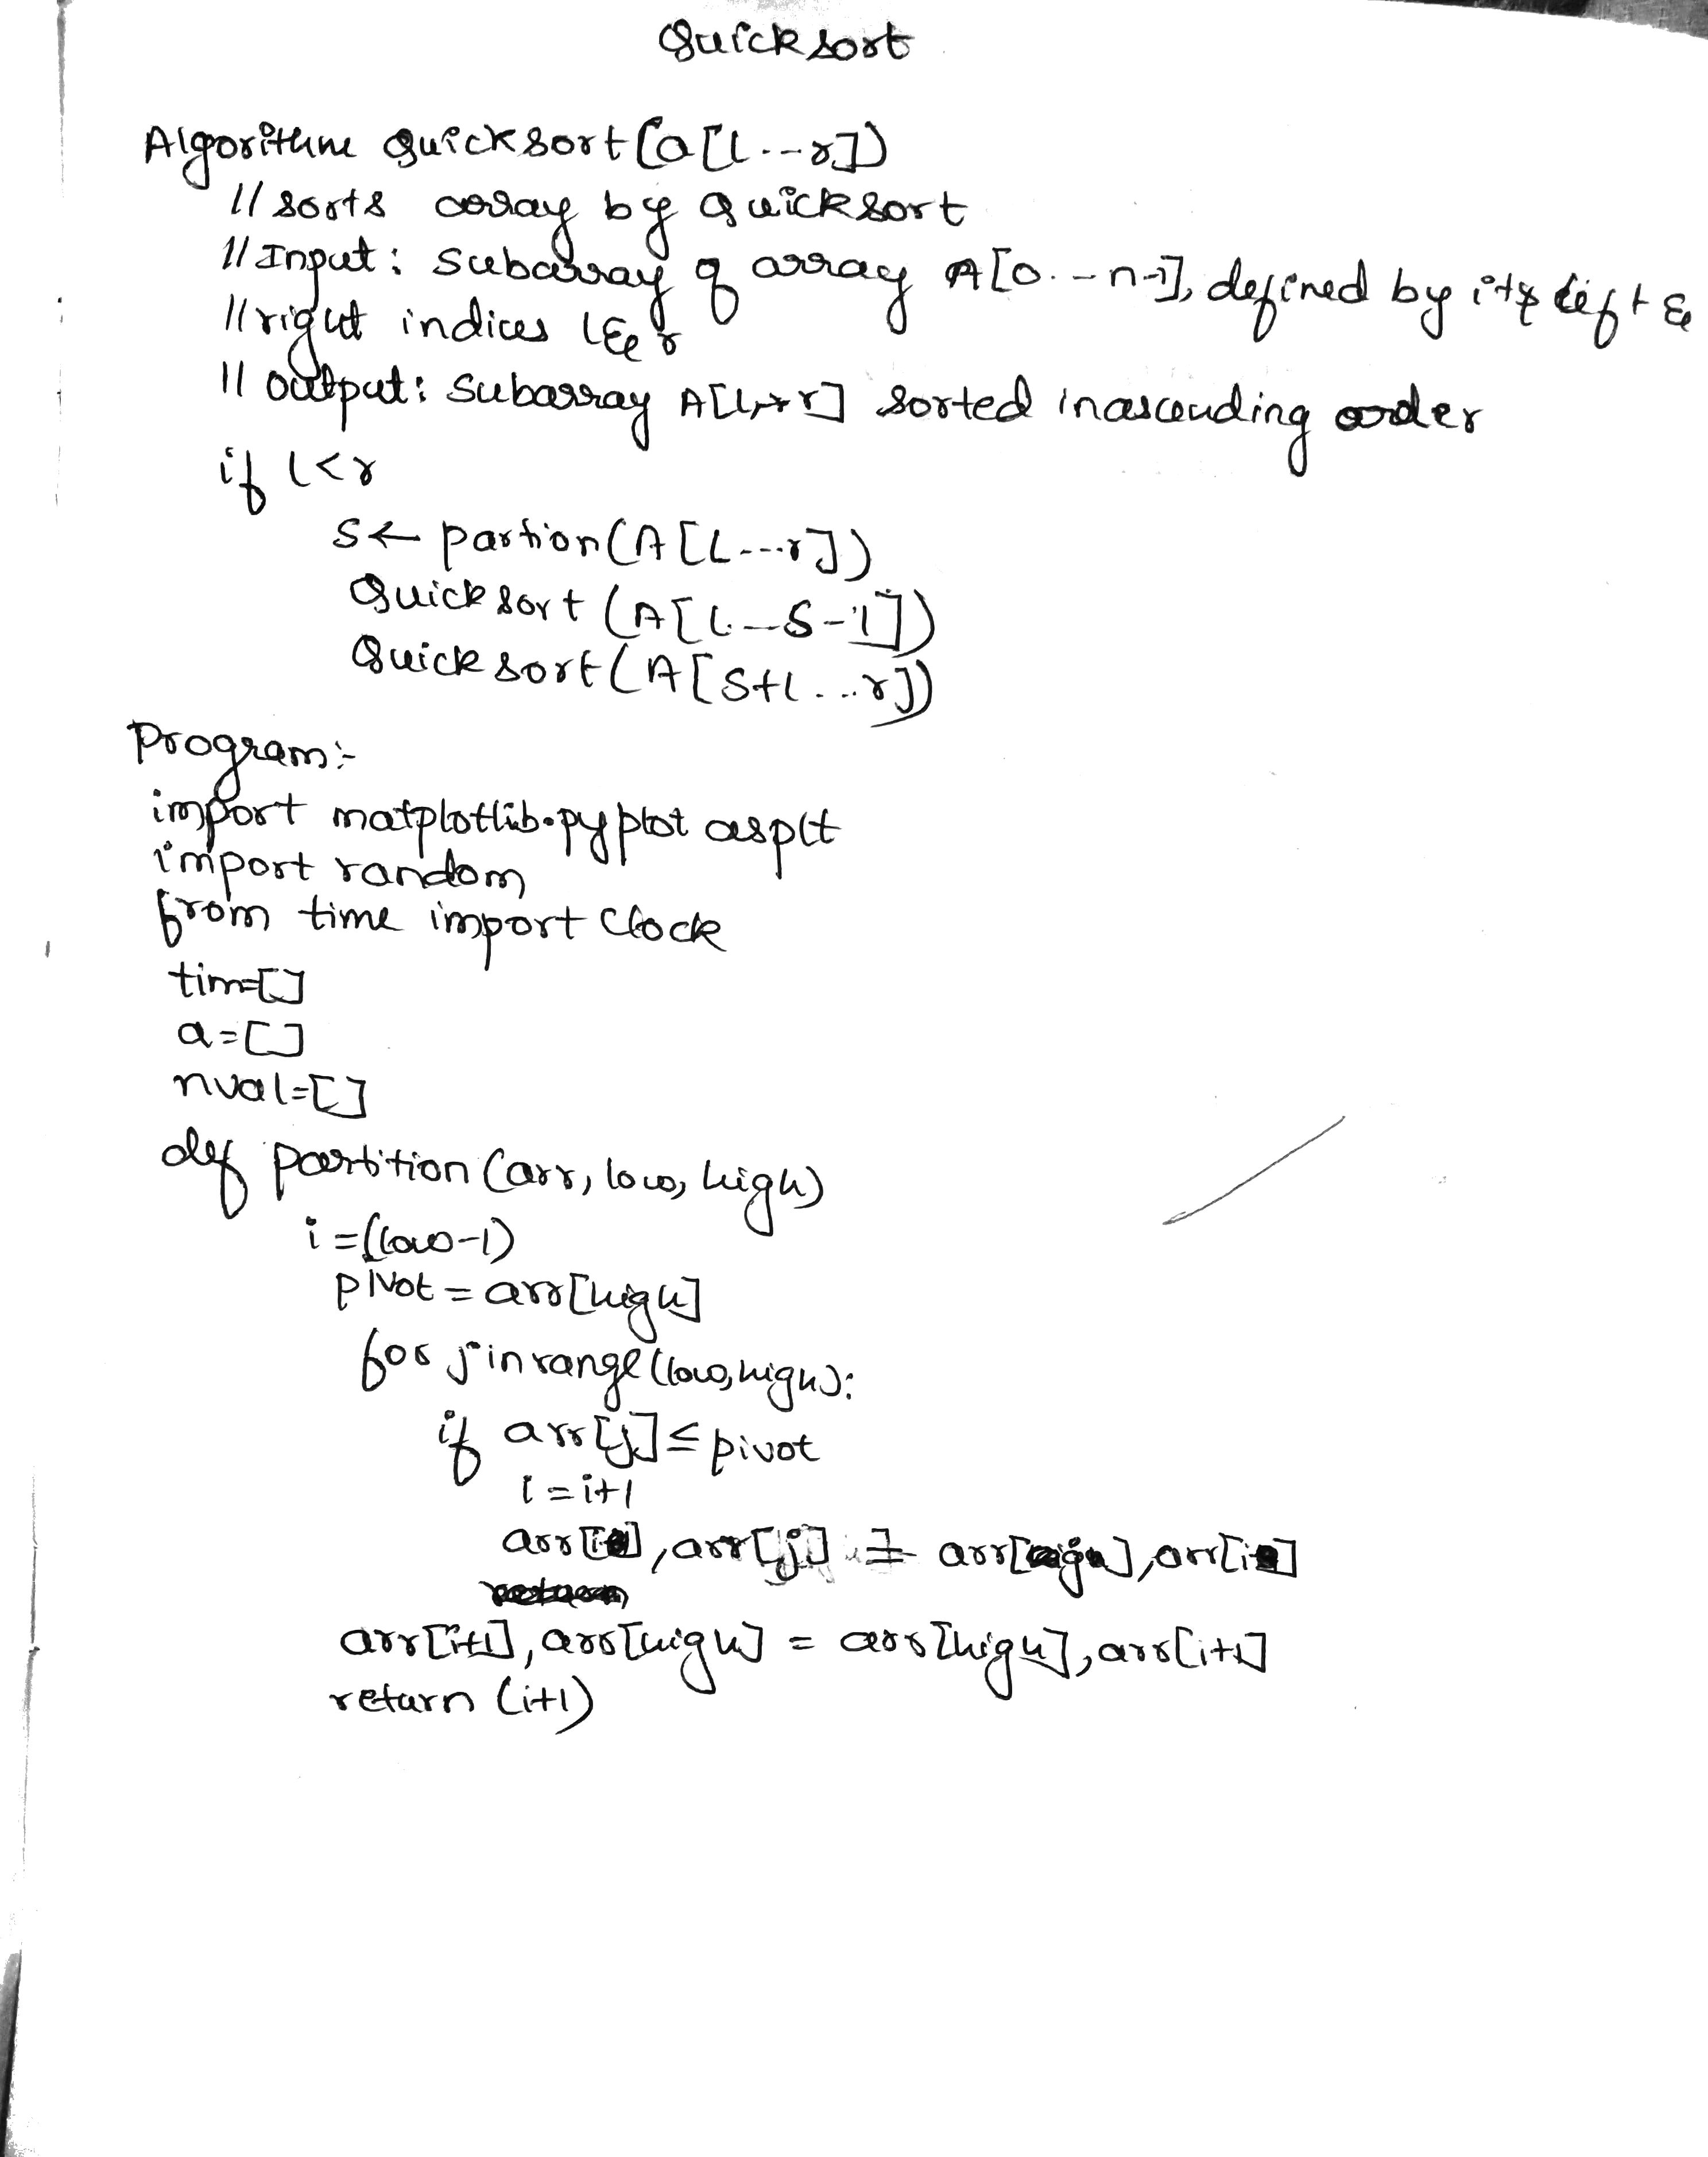 Quicksort
Algorithm Quicksort(a[l...r])
//sorts array by quicksort
//Input: subarray of array A[0...n-1], defined by its left &
//right indices l & r
//output: subarray A[l,..r] sorted inascending order
if l<r
s← partion(A[L....r])
Quicksort(A[l...s-1])
Quicksort(A[s+1...r])
Program:-
import matplotlib.pyplot asplt
import random
from time import Clock
tim=[]
a=[]
nval=[]
def partition(arr, low, high)
i=(low-1)
pivot=arr[high]
for j inrange(low,high):
if arr[j]≤pivot
i=i+1
arr[i],arr[j] = arr[],arr[i]
arr[i+1],arr[high] = arr[high],arr[i+1]
return (i+1)